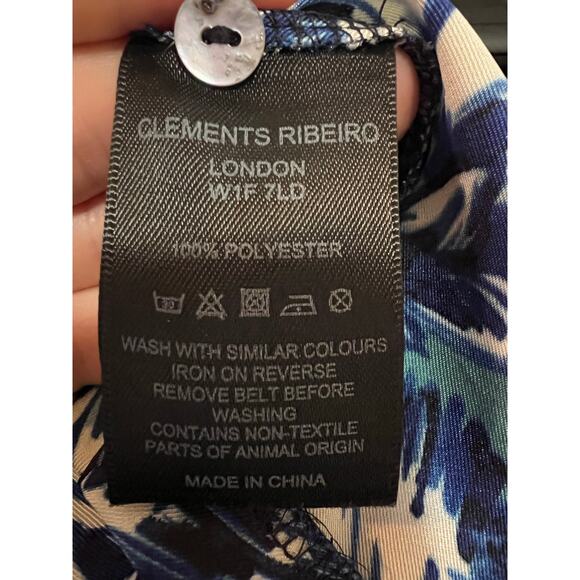 CLEMENTS RIBEIRO
LONDON
W1F 7LD
100% POLYESTER
30
WASH WITH SIMILAR COLOURS
IRON ON REVERSE
REMOVE BELT BEFORE
WASHING
CONTAINS NON-TEXTILE
PARTS OF ANIMAL ORIGIN
MADE IN CHINA